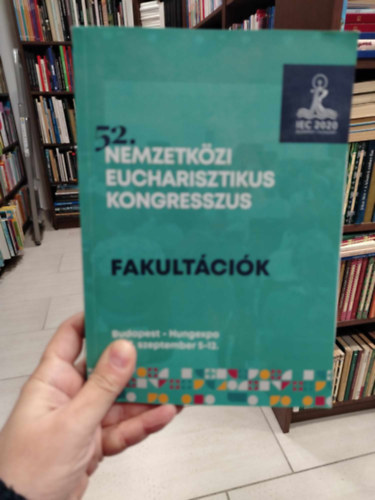 IEC 2020
52.
NEMZETKÖZI
EUCHARISZTIKUS
KONGRESSZUS
FAKULTÁCIÓK
Budapest - Hungexpo
szeptember 5-12.